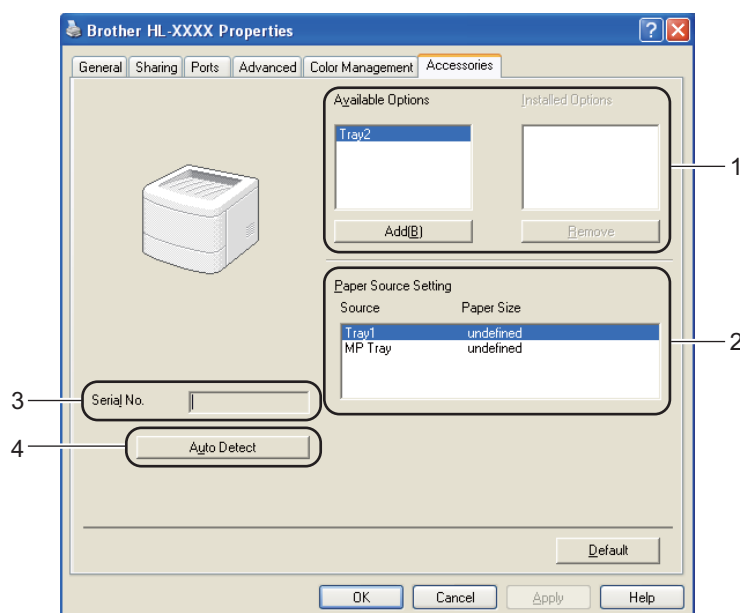 Brother HL-XXXX Properties
General Sharing Ports Advanced Color Management Accessories
Available Options Installed Options
Tray2
1
Add(B) Remove
Paper Source Setting
Source Paper Size
Tray1 undefined
MP Tray undefined
2
3 Serial No.
4 Auto Detect
Default
OK Cancel Apply Help